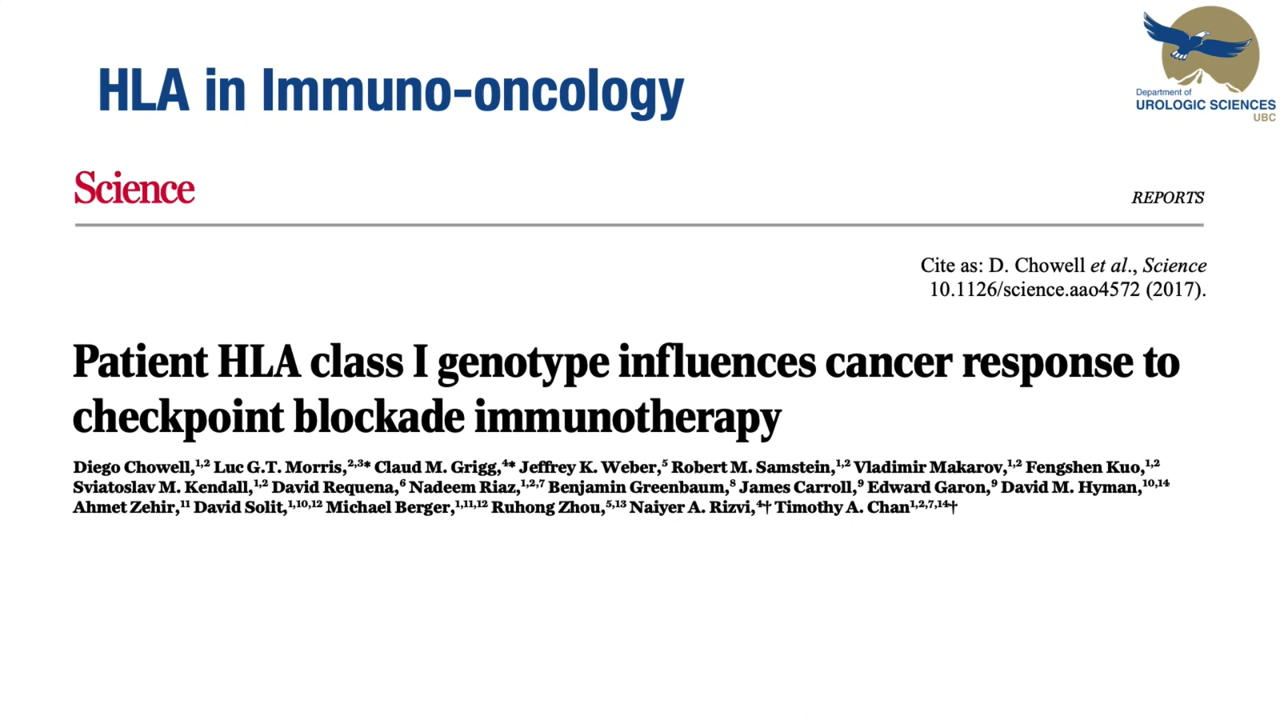 HLA in Immuno-oncology
Department of
UROLOGIC SCIENCES
UBC
Science
REPORTS
Cite as: D. Chowell et al., Science
10.1126/science.aao4572 (2017).
Patient HLA class I genotype influences cancer response to
checkpoint blockade immunotherapy
Diego Chowell,1,2 Luc G.T. Morris,2,3* Claud M. Grigg,4* Jeffrey K. Weber,5 Robert M. Samstein,1,2 Vladimir Makarov,1,2 Fengshen Kuo,1,2
Sviatoslav M. Kendall,1,2 David Requena,6 Nadeem Riaz,1,2,7 Benjamin Greenbaum,8 James Carroll,9 Edward Garon,9 David M. Hyman,10,14
Ahmet Zehir,11 David Solit,1,10,12 Michael Berger,1,11,12 Ruhong Zhou,5,13 Naiyer A. Rizvi,4† Timothy A. Chan1,2,7,14†